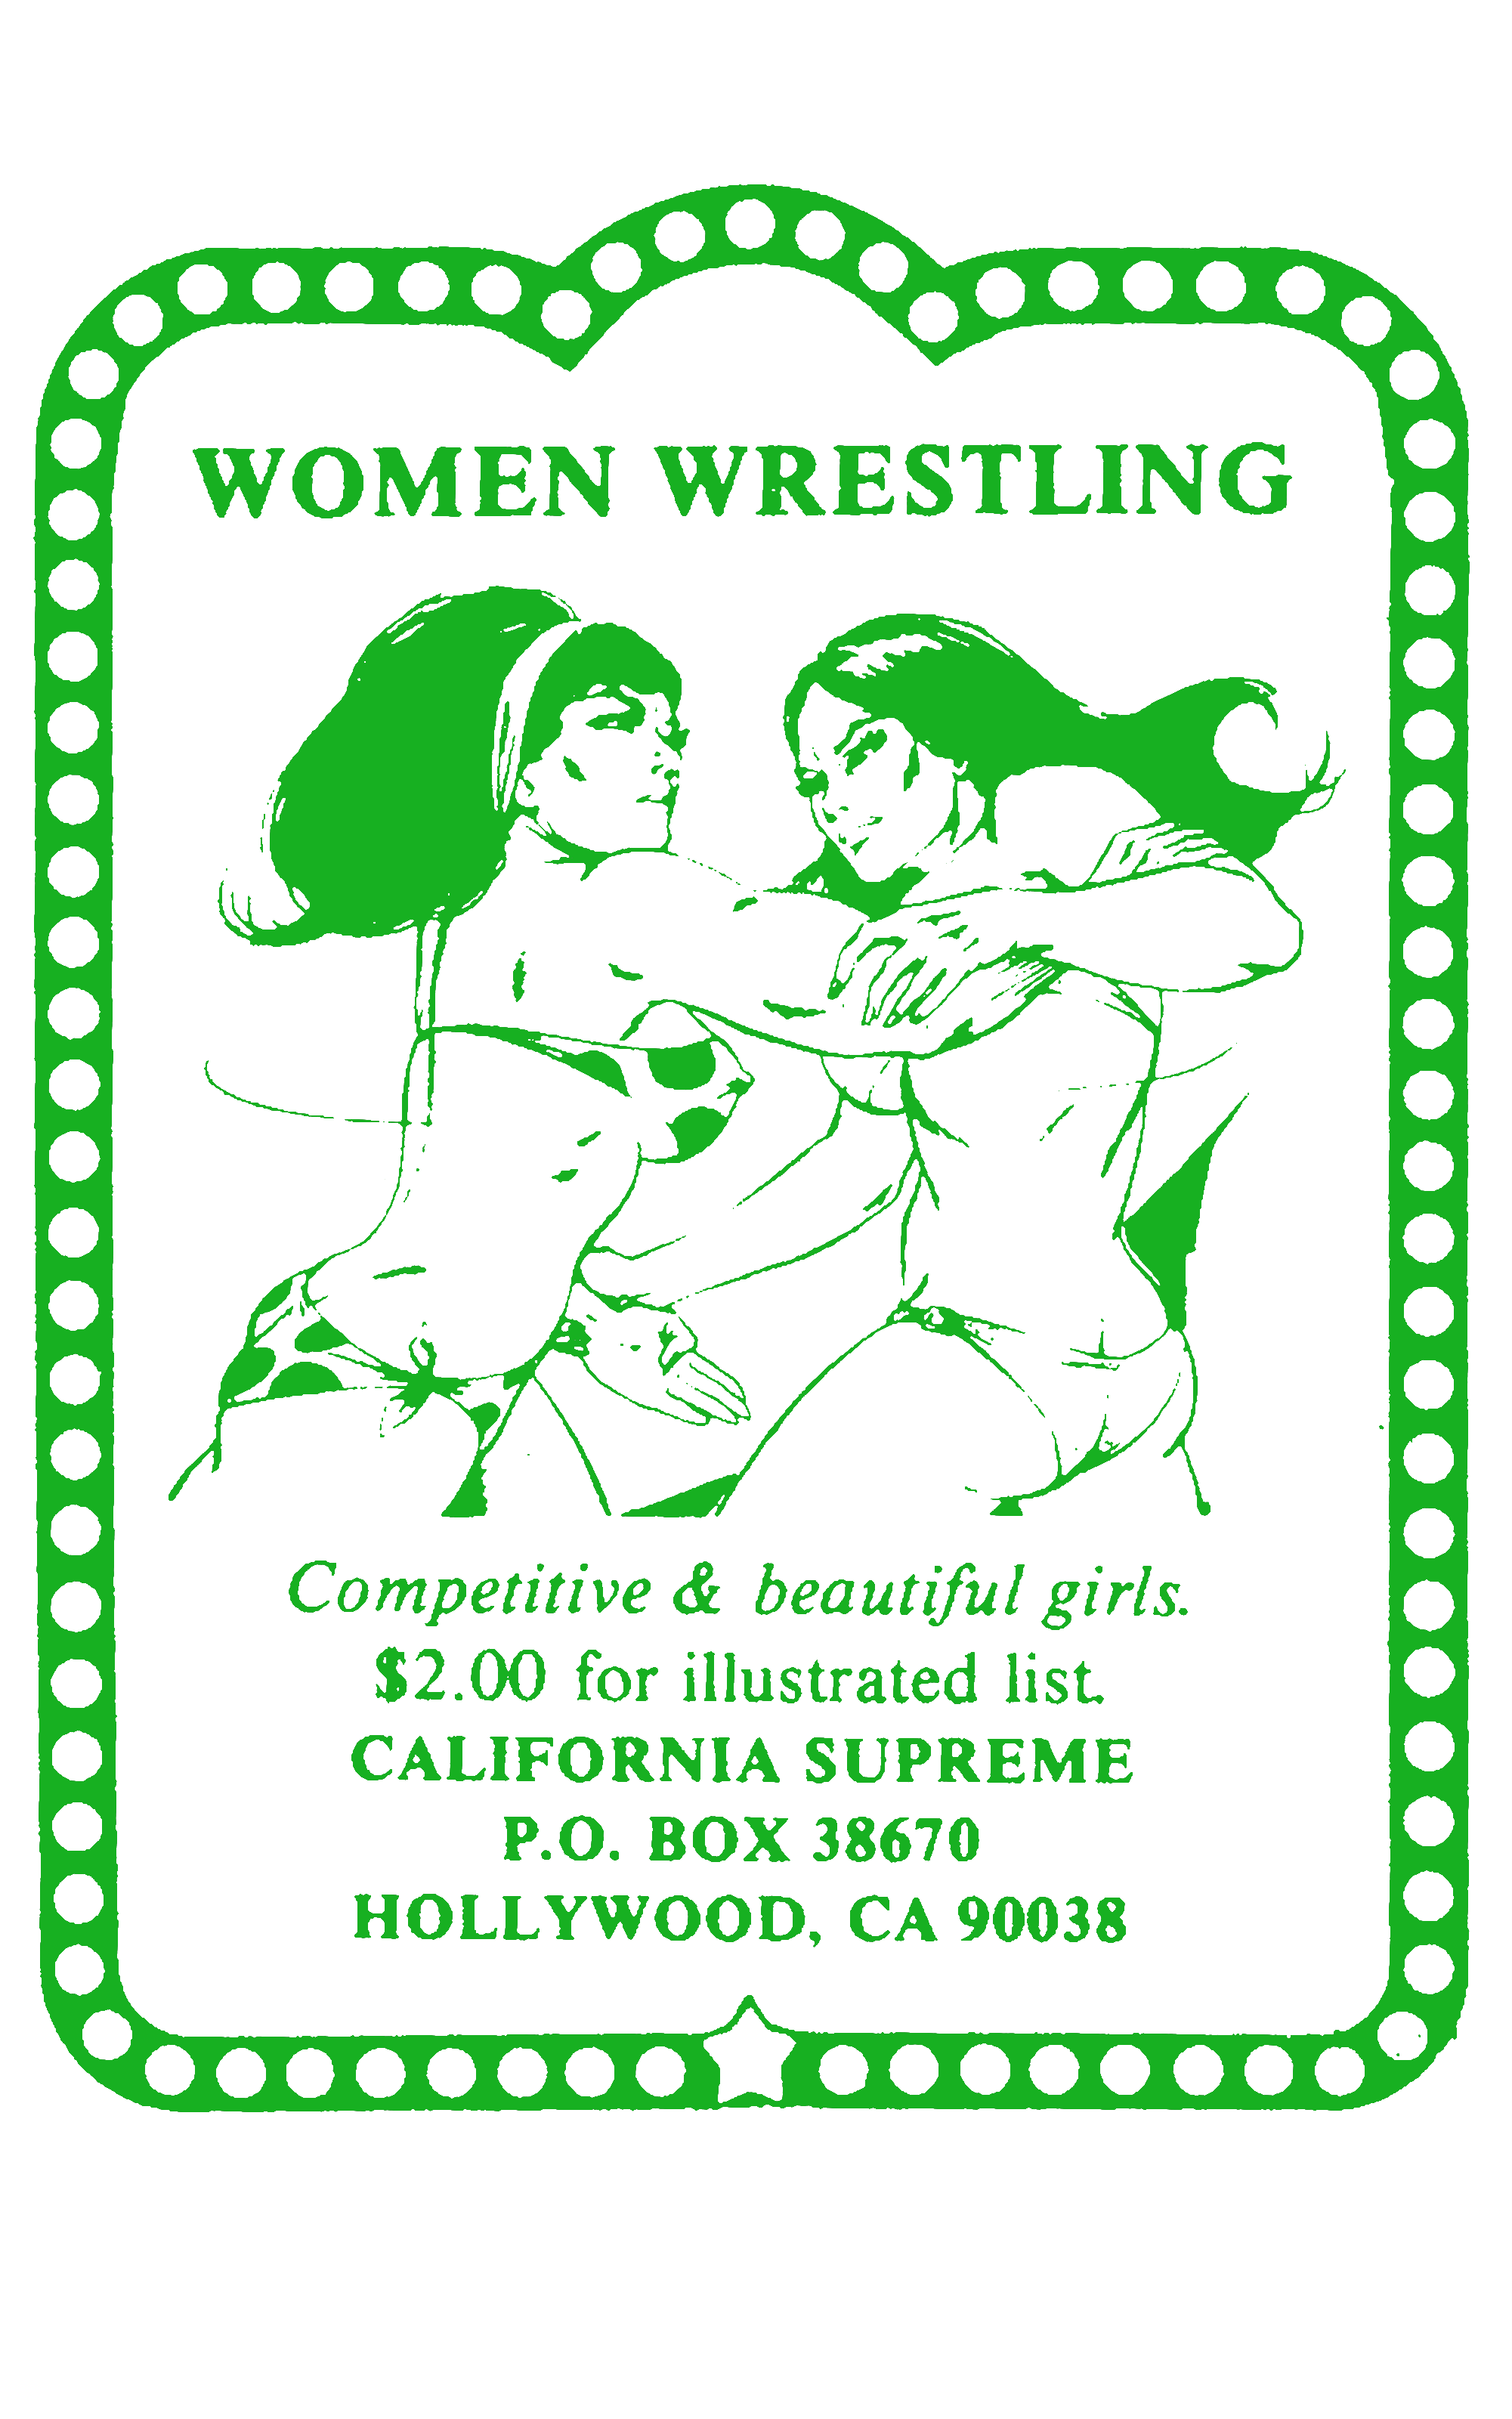 WOMEN WRESTLING
Competitive & beautiful girls.
$2.00 for illustrated list
CALIFORNIA SUPREME
P.O. BOX 38670
HOLLYWOOD, CA 90038